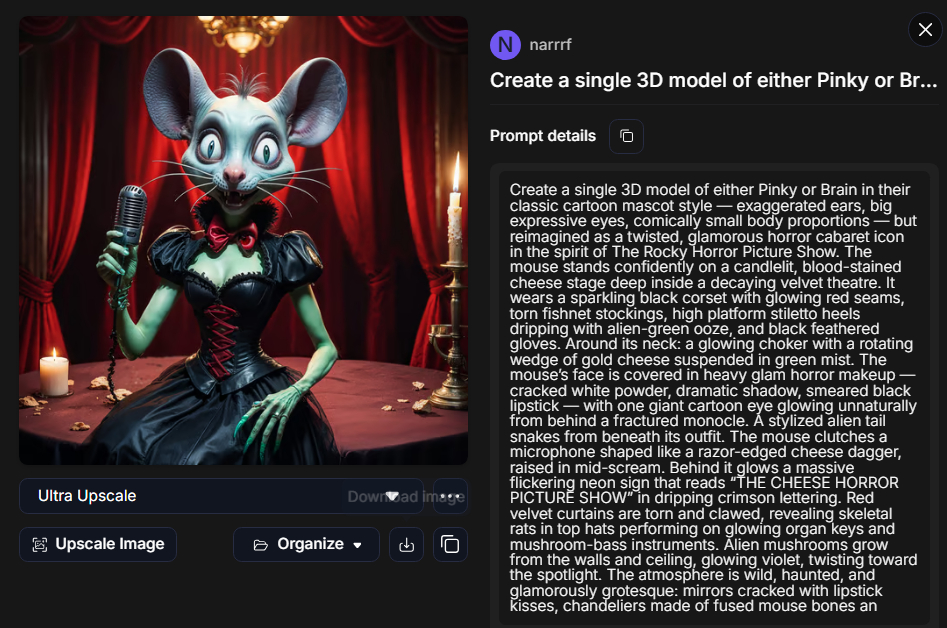 N narrrf
Create a single 3D model of either Pinky or Br...
Prompt details
Create a single 3D model of either Pinky or Brain in their
classic cartoon mascot style — exaggerated ears, big
expressive eyes, comically small body proportions — but
reimagined as a twisted, glamorous horror cabaret icon
in the spirit of The Rocky Horror Picture Show. The
mouse stands confidently on a candlelit, blood-stained
cheese stage deep inside a decaying velvet theatre. It
wears a sparkling black corset with glowing red seams,
torn fishnet stockings, high platform stiletto heels
dripping with alien-green ooze, and black feathered
gloves. Around its neck: a glowing choker with a rotating
wedge of gold cheese suspended in green mist. The
mouse's face is covered in heavy glam horror makeup —
cracked white powder, dramatic shadow, smeared black
lipstick — with one giant cartoon eye glowing unnaturally
from behind a fractured monocle. A stylized alien tail
snakes from beneath its outfit. The mouse clutches a
microphone shaped like a razor-edged cheese dagger,
raised in mid-scream. Behind it glows a massive
flickering neon sign that reads “THE CHEESE HORROR
PICTURE SHOW” in dripping crimson lettering. Red
velvet curtains are torn and clawed, revealing skeletal
rats in top hats performing on glowing organ keys and
mushroom-bass instruments. Alien mushrooms grow
from the walls and ceiling, glowing violet, twisting toward
the spotlight. The atmosphere is wild, haunted, and
glamorously grotesque: mirrors cracked with lipstick
kisses, chandeliers made of fused mouse bones an
Ultra Upscale
Download image
Upscale Image
Organize